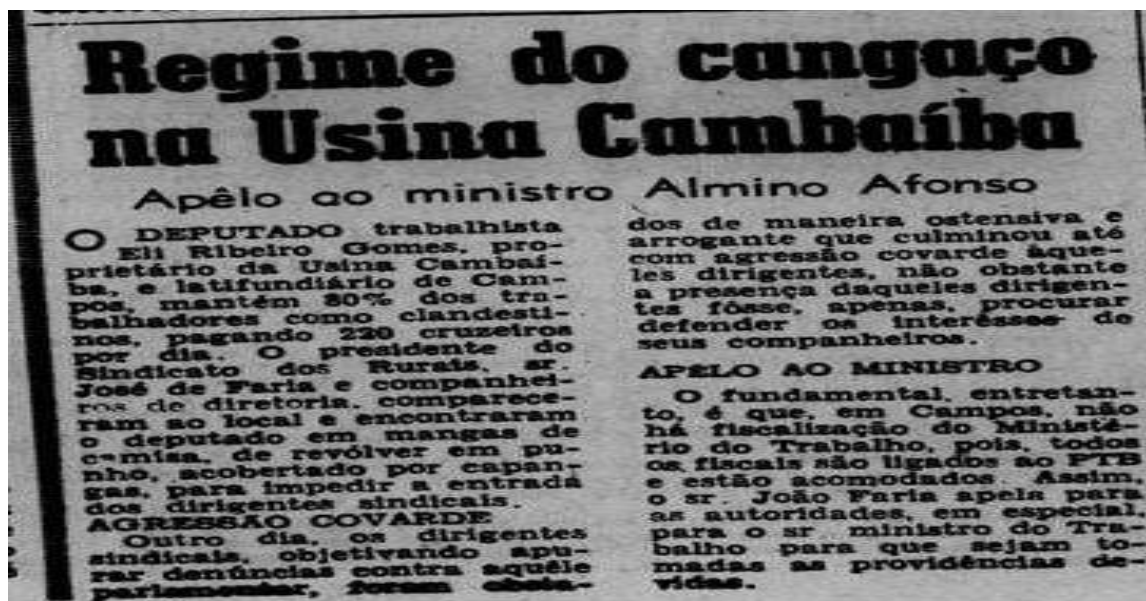 Regime do cangaço
na Usina Cambaíba
Apêlo ao ministro Almino Afonso
O DEPUTADO trabalhista
Eli Ribeiro Gomes, pro-
prietário da Usina Cambaí-
ba, e latifundiário de Cam-
pos, mantém 80% dos tra-
balhadores como clandesti-
nos, pagando 220 cruzeiros
por dia. O presidente do
Sindicato dos Rurais, sr.
José de Faria e companhei-
ros de diretoria, comparece-
ram ao local e encontraram
o deputado em mangas de
camisa, de revólver em pu-
nho, acobertado por capan-
gas, para impedir a entrada
dos dirigentes sindicais.
AGRESSÃO COVARDE
Outro dia, os dirigentes
sindicais, objetivando apu-
rar denúncias contra aquêle
parlamentar, foram obsta-
dos de maneira ostensiva e
arrogante que culminou até
com agressão covarde àque-
les dirigentes, não obstante
a presença daqueles dirigen-
tes fôsse, apenas, procurar
defender os interêsses de
seus companheiros.
APÊLO AO MINISTRO
O fundamental, entretan-
to, é que, em Campos, não
há fiscalização do Ministé-
rio do Trabalho, pois, todos
os fiscais são ligados ao PTB
e estão acomodados. Assim,
o sr. João Faria apela para
as autoridades, em especial,
para o sr. ministro do Tra-
balho para que sejam to-
madas as providências de-
vidas.